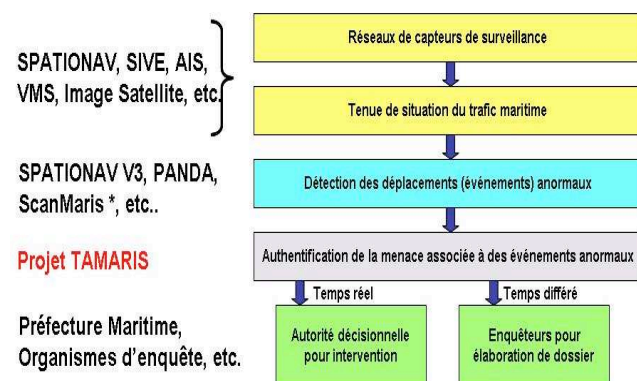 Réseaux de capteurs de surveillance
SPATIONAV, SIVE, AIS,
VMS, Image Satellite, etc.
Tenue de situation du trafic maritime
SPATIONAV V3, PANDA,
ScanMaris *, etc..
Détection des déplacements (événements) anormaux
Projet TAMARIS
Authentification de la menace associée à des événements anormaux
Temps réel
Temps différé
Préfecture Maritime,
Organismes d'enquête, etc.
Autorité décisionnelle
pour intervention
Enquêteurs pour
élaboration de dossier